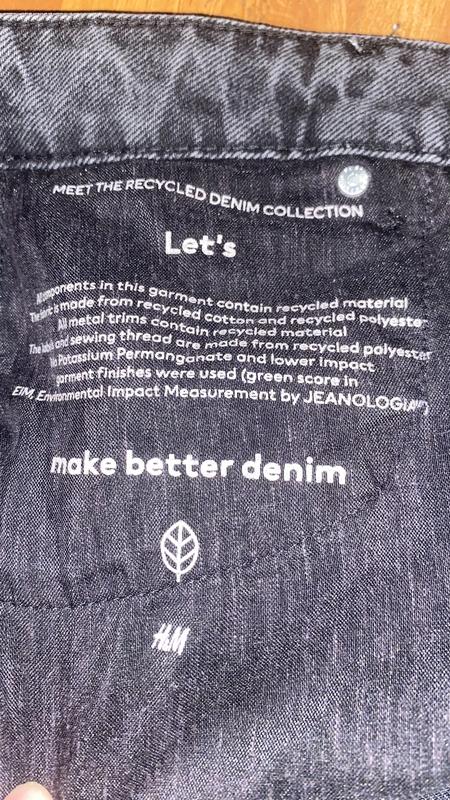 MEET THE RECYCLED DENIM COLLECTION
Let's
All components in this garment contain recycled material
The fabric is made from recycled cotton and recycled polyester
All metal trims contain recycled material
The labels and sewing thread are made from recycled polyester
No Potassium Permanganate and lower impact
garment finishes were used (green score in
EIM, Environmental Impact Measurement by JEANOLOGIA™)
make better denim
H&M